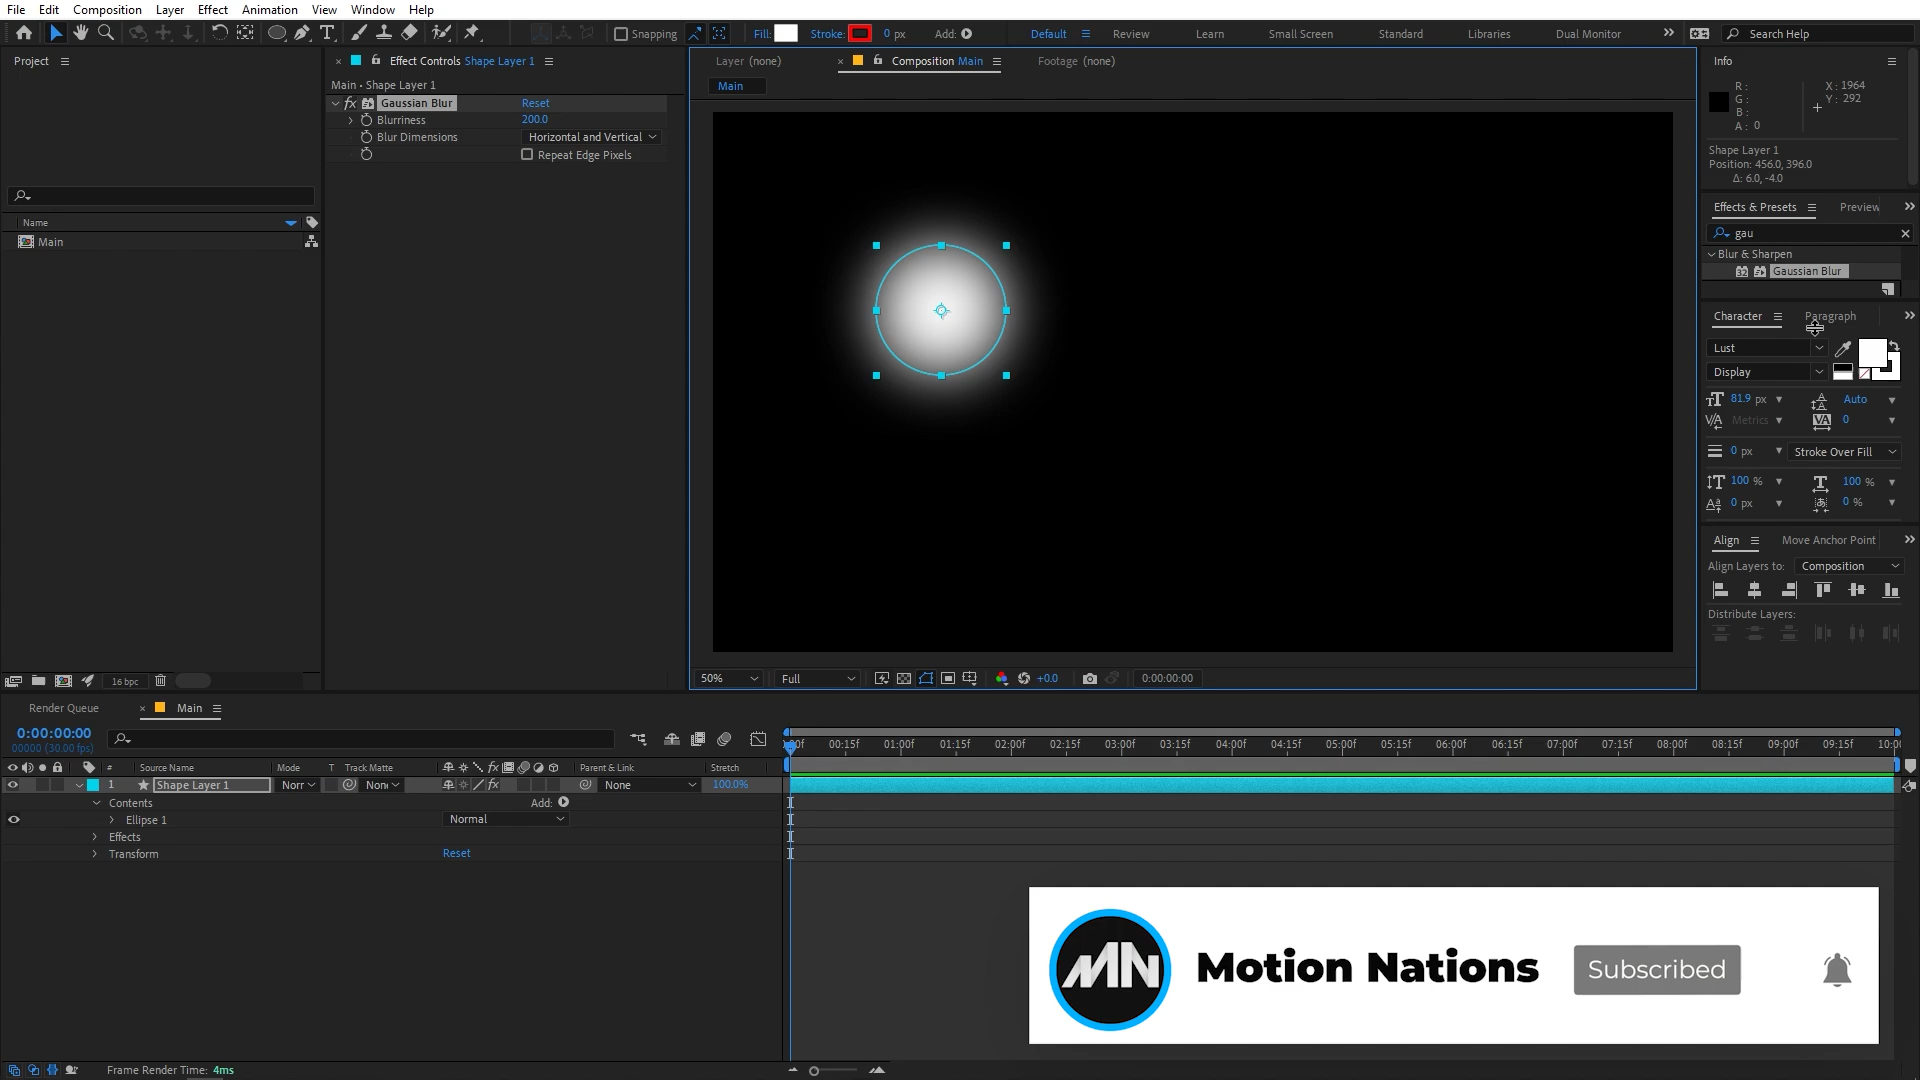 File Edit Composition Layer Effect Animation View Window Help
Snapping Fill: Stroke: 0 px Add: Default Review Learn Small Screen Standard Libraries Dual Monitor Search Help
Project
Name
Main
16 bpc
Effect Controls Shape Layer 1
Main • Shape Layer 1
fx Gaussian Blur Reset
Blurriness 200.0
Blur Dimensions Horizontal and Vertical
Repeat Edge Pixels
Layer (none) Composition Main Footage (none)
Main
50% Full +0.0 0:00:00:00
Info
R : X : 1964
G : Y : 292
B :
A : 0
Shape Layer 1
Position: 456.0, 396.0
Δ: 6.0, -4.0
Effects & Presets Preview
gau
Blur & Sharpen
32 Gaussian Blur
Character Paragraph
Lust
Display
81.9 px Auto
Metrics 0
0 px Stroke Over Fill
100 % 100 %
0 px 0 %
Align Move Anchor Point
Align Layers to: Composition
Distribute Layers:
Render Queue Main
0:00:00:00
00000 (30.00 fps)
# Source Name Mode T Track Matte fx Parent & Link Stretch
1 Shape Layer 1 Norr None fx None 100.0%
Contents Add:
Ellipse 1 Normal
Effects
Transform Reset
:00f 00:15f 01:00f 01:15f 02:00f 02:15f 03:00f 03:15f 04:00f 04:15f 05:00f 05:15f 06:00f 06:15f 07:00f 07:15f 08:00f 08:15f 09:00f 09:15f 10:00
MN Motion Nations Subscribed
Frame Render Time: 4ms